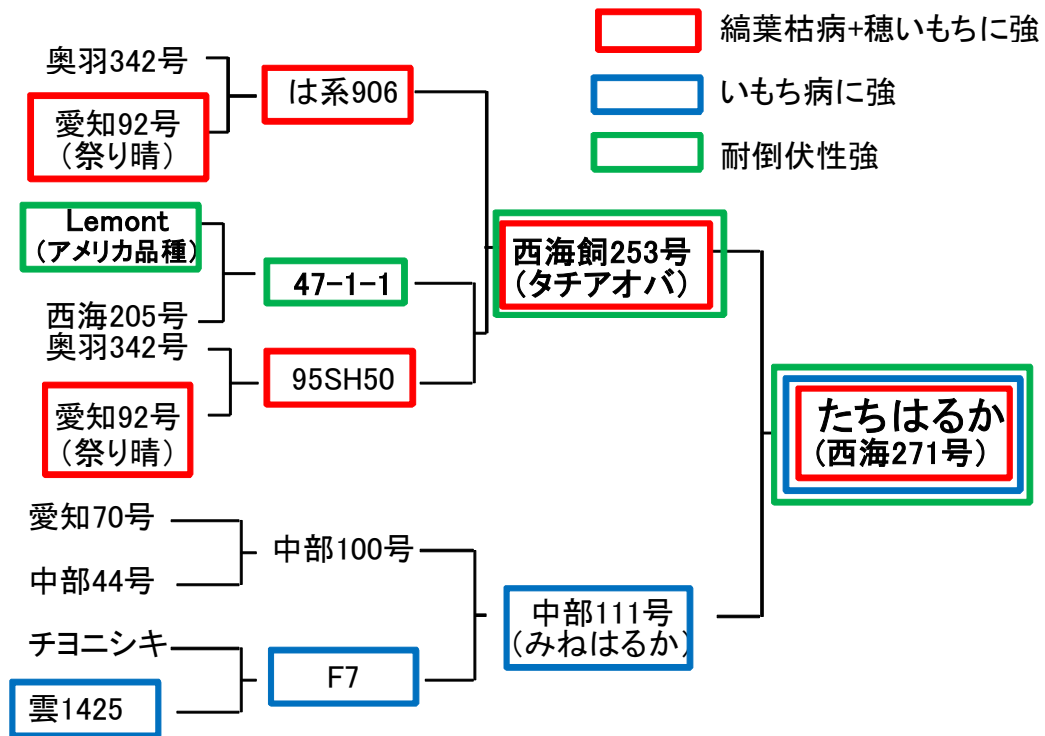 縞葉枯病+穂いもちに強
いもち病に強
耐倒伏性強
奥羽342号
愛知92号
(祭り晴)
は系906
Lemont
(アメリカ品種)
西海205号
47-1-1
奥羽342号
愛知92号
(祭り晴)
95SH50
西海飼253号
(タチアオバ)
愛知70号
中部44号
中部100号
チヨニシキ
雲1425
F7
中部111号
(みねはるか)
たちはるか
(西海271号)